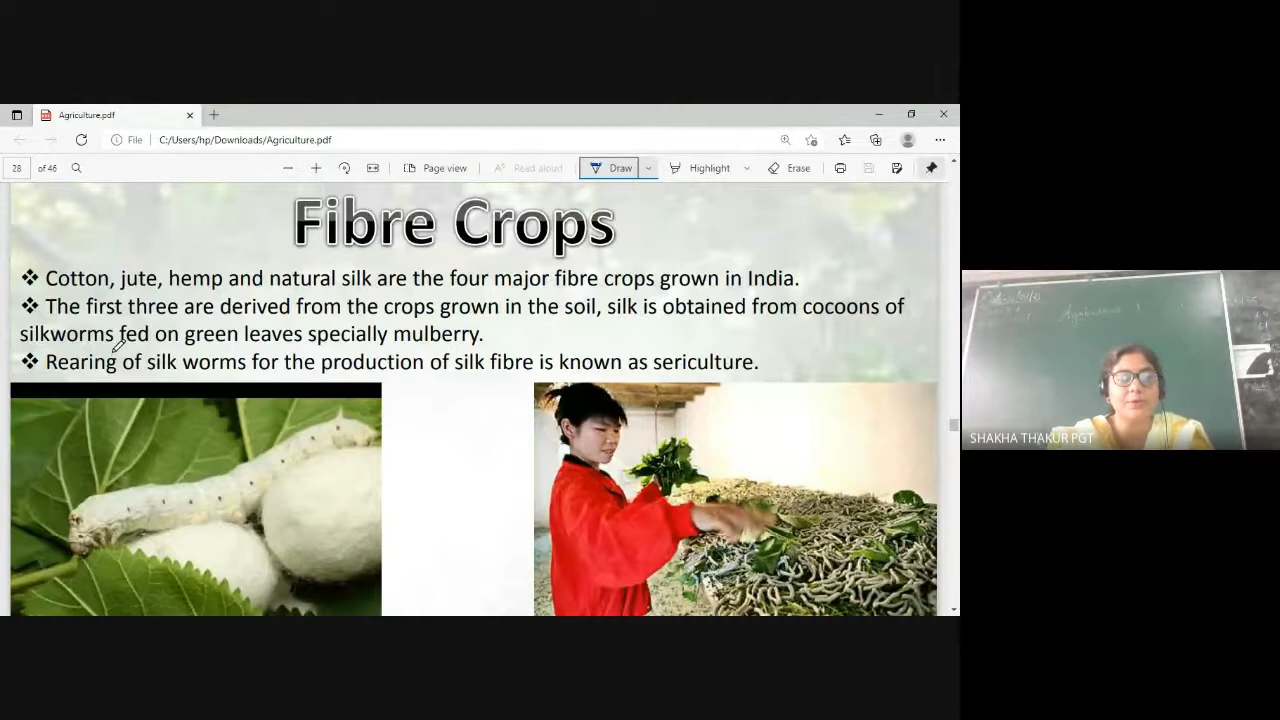 Agriculture.pdf
File C:/Users/hp/Downloads/Agriculture.pdf
28 of 46 Page view Read aloud Draw Highlight Erase
Fibre Crops
❖ Cotton, jute, hemp and natural silk are the four major fibre crops grown in India.
❖ The first three are derived from the crops grown in the soil, silk is obtained from cocoons of
silkworms fed on green leaves specially mulberry.
❖ Rearing of silk worms for the production of silk fibre is known as sericulture.
Agriculture
SHAKHA THAKUR PGT